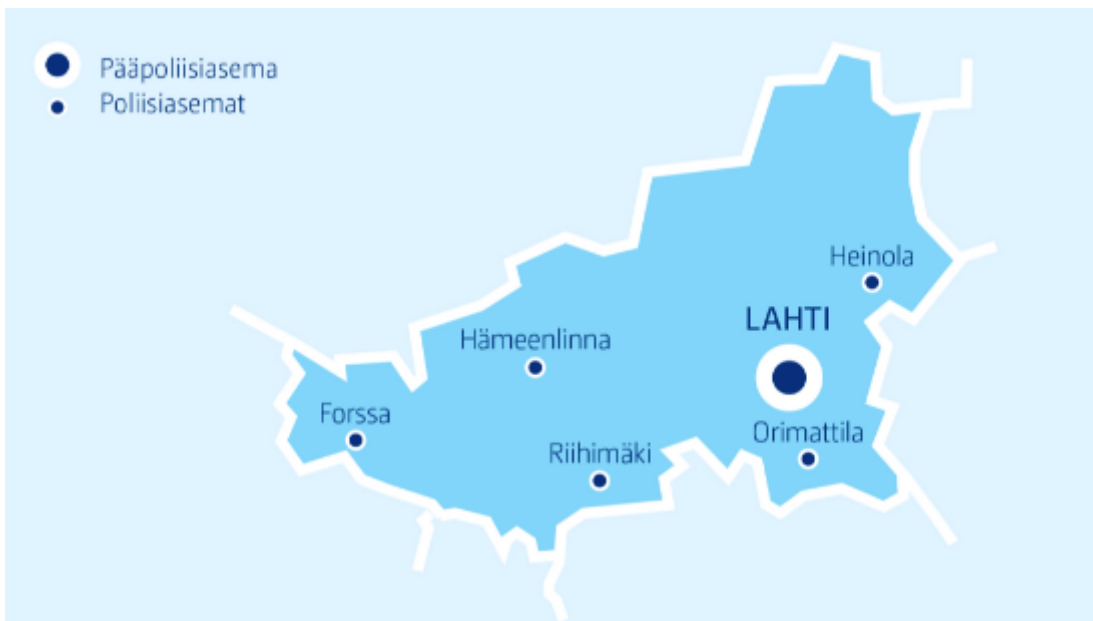 Pääpoliisiasema
Poliisiasemat
Heinola
LAHTI
Hämeenlinna
Forssa
Orimattila
Riihimäki